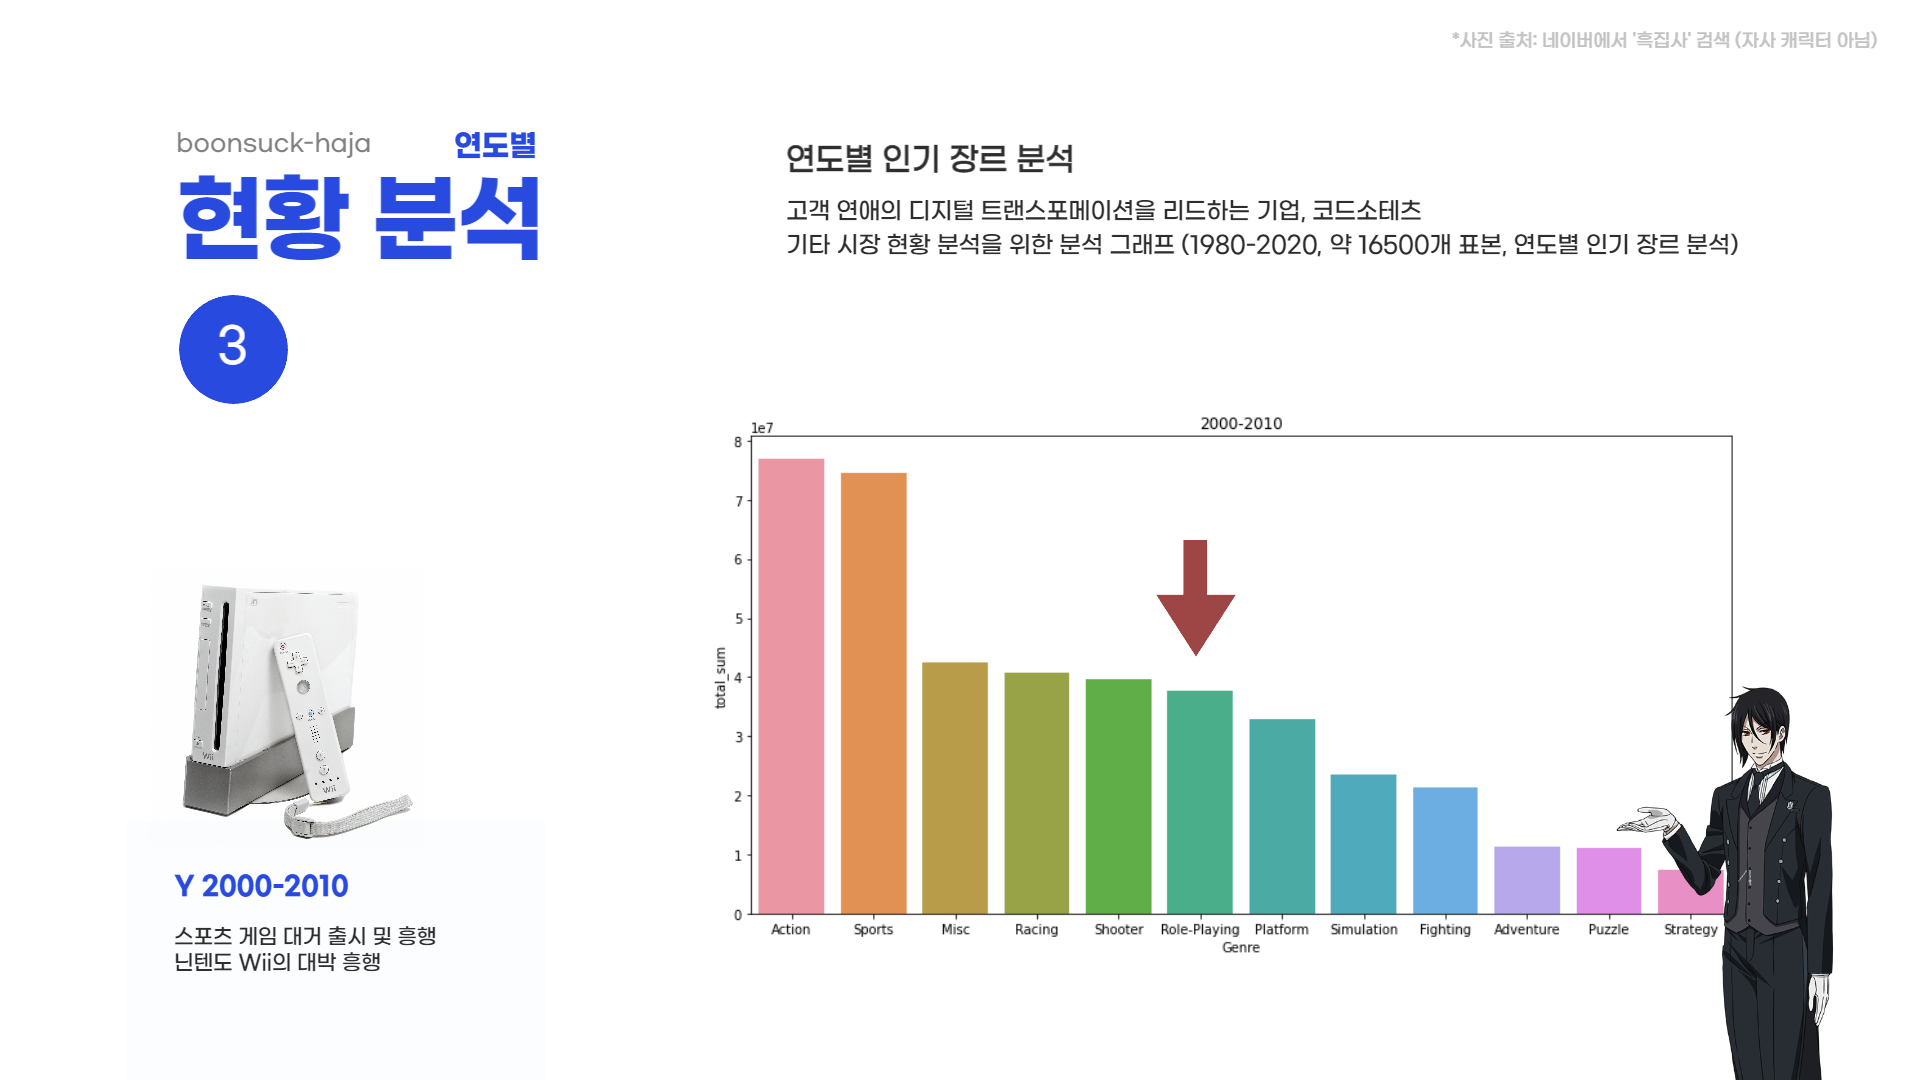 *사진 출처: 네이버에서 '흑집사' 검색 (자사 캐릭터 아님)
boonsuck-haja
연도별
현황 분석
3
연도별 인기 장르 분석
고객 연애의 디지털 트랜스포메이션을 리드하는 기업, 코드소테츠
기타 시장 현황 분석을 위한 분석 그래프 (1980-2020, 약 16500개 표본, 연도별 인기 장르 분석)
2000-2010
1e7
8
7
6
5
4
3
2
1
0
total_sum
Action Sports Misc Racing Shooter Role-Playing Platform Simulation Fighting Adventure Puzzle Strategy
Genre
Wii
Wii
Y 2000-2010
스포츠 게임 대거 출시 및 흥행
닌텐도 Wii의 대박 흥행